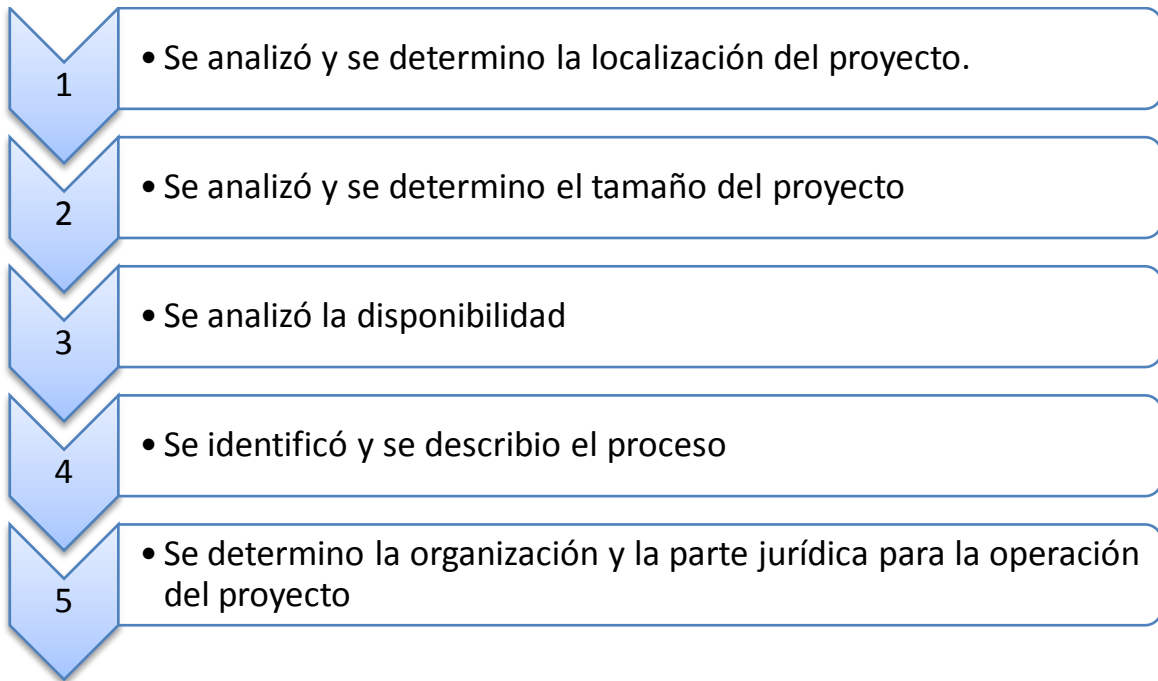 1
• Se analizó y se determino la localización del proyecto.
2
• Se analizó y se determino el tamaño del proyecto
3
• Se analizó la disponibilidad
4
• Se identificó y se describio el proceso
5
• Se determino la organización y la parte jurídica para la operación
del proyecto